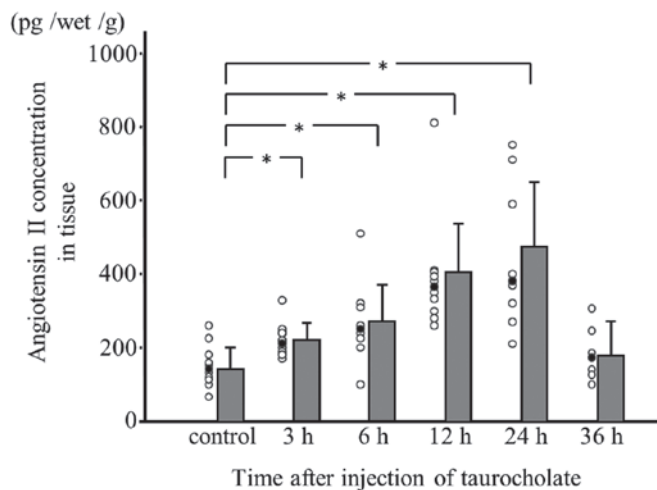 (pg /wet /g)
1000
800
600
400
200
0
Angiotensin II concentration
in tissue
*
*
*
*
control 3 h 6 h 12 h 24 h 36 h
Time after injection of taurocholate